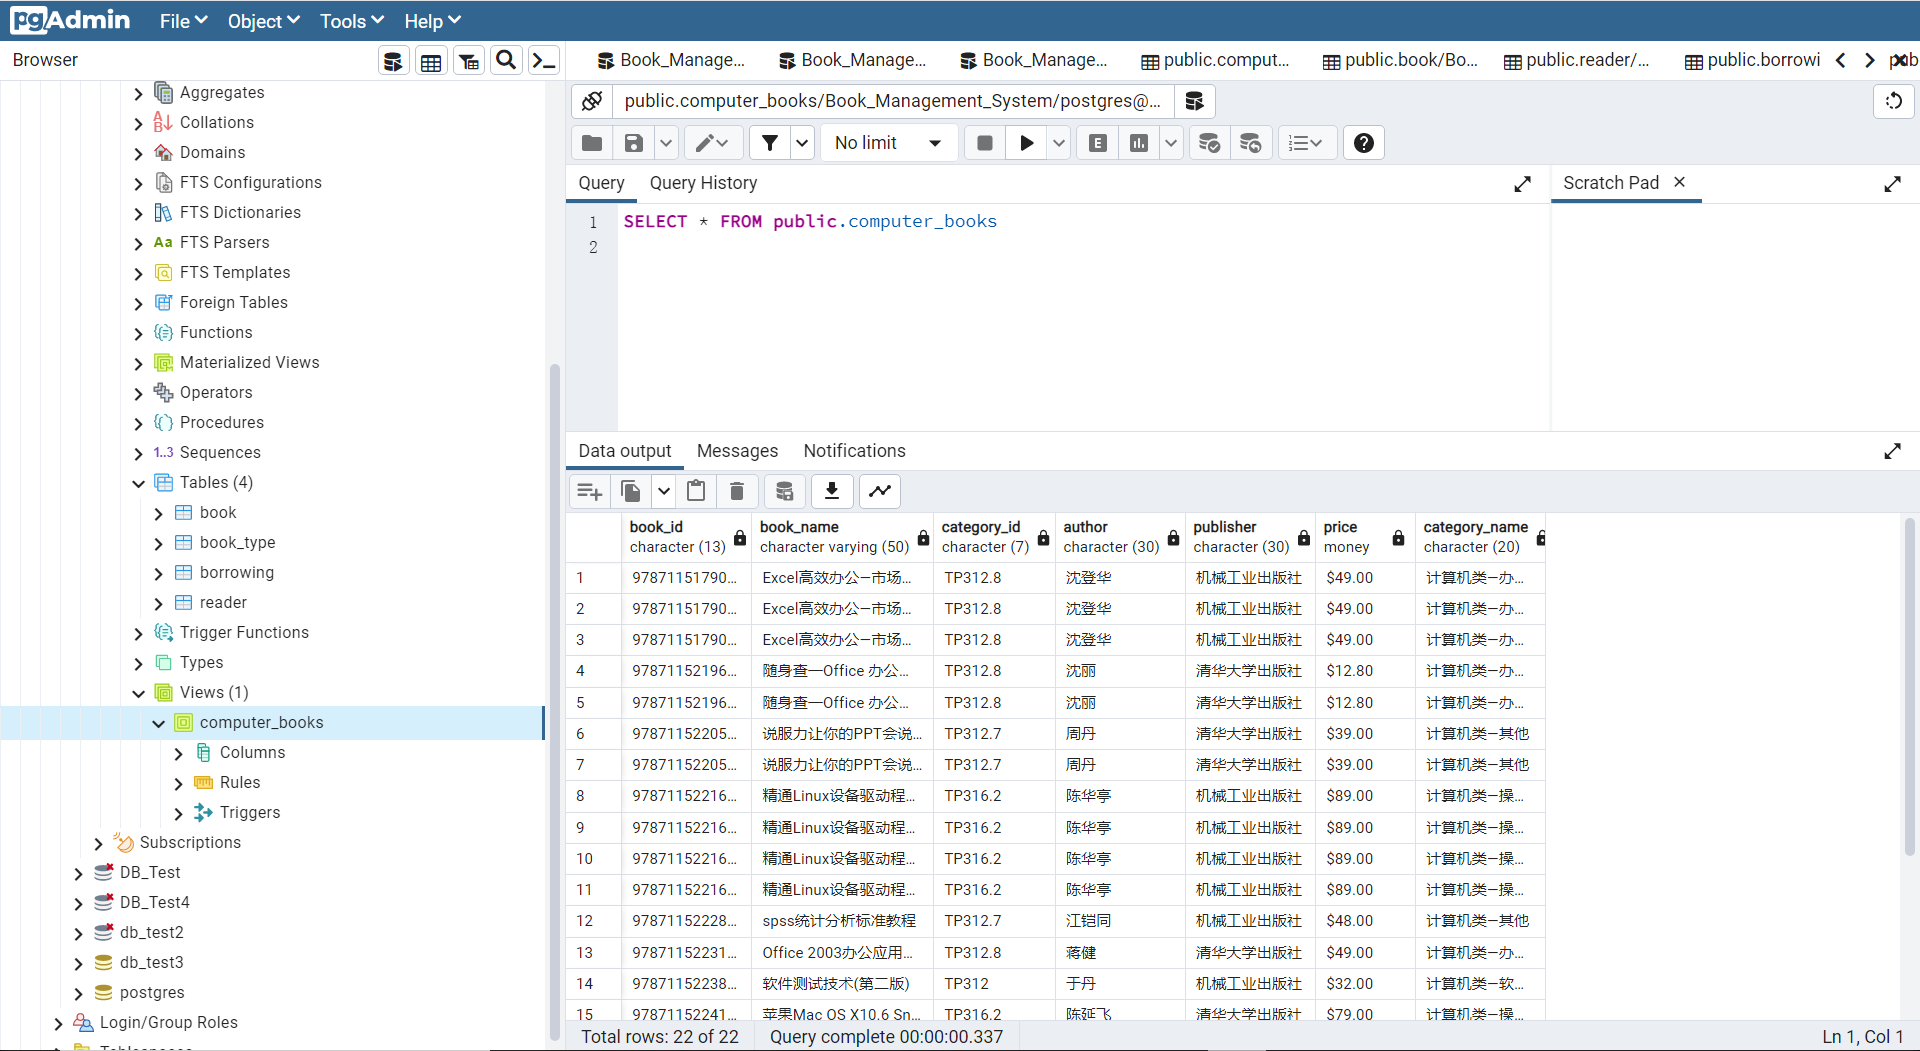 pgAdmin File Object Tools Help
Browser
Book_Manage... Book_Manage... Book_Manage... public.comput... public.book/Bo... public.reader/... public.borrowi
public.computer_books/Book_Management_System/postgres@...
No limit
Query Query History
Scratch Pad
1 SELECT * FROM public.computer_books
2
Aggregates
Collations
Domains
FTS Configurations
FTS Dictionaries
Aa FTS Parsers
FTS Templates
Foreign Tables
Functions
Materialized Views
Operators
Procedures
1..3 Sequences
Tables (4)
book
book_type
borrowing
reader
Trigger Functions
Types
Views (1)
computer_books
Columns
Rules
Triggers
Subscriptions
DB_Test
DB_Test4
db_test2
db_test3
postgres
Login/Group Roles
Data output Messages Notifications
book_id book_name category_id author publisher price category_name
character (13) character varying (50) character (7) character (30) character (30) money character (20)
1 97871151790... Excel高效办公—市场... TP312.8 沈登华 机械工业出版社 $49.00 计算机类—办...
2 97871151790... Excel高效办公—市场... TP312.8 沈登华 机械工业出版社 $49.00 计算机类—办...
3 97871151790... Excel高效办公—市场... TP312.8 沈登华 机械工业出版社 $49.00 计算机类—办...
4 97871152196... 随身查—Office 办公... TP312.8 沈丽 清华大学出版社 $12.80 计算机类—办...
5 97871152196... 随身查—Office 办公... TP312.8 沈丽 清华大学出版社 $12.80 计算机类—办...
6 97871152205... 说服力让你的PPT会说... TP312.7 周丹 清华大学出版社 $39.00 计算机类—其他
7 97871152205... 说服力让你的PPT会说... TP312.7 周丹 清华大学出版社 $39.00 计算机类—其他
8 97871152216... 精通Linux设备驱动程... TP316.2 陈华亭 机械工业出版社 $89.00 计算机类—操...
9 97871152216... 精通Linux设备驱动程... TP316.2 陈华亭 机械工业出版社 $89.00 计算机类—操...
10 97871152216... 精通Linux设备驱动程... TP316.2 陈华亭 机械工业出版社 $89.00 计算机类—操...
11 97871152216... 精通Linux设备驱动程... TP316.2 陈华亭 机械工业出版社 $89.00 计算机类—操...
12 97871152228... spss统计分析标准教程 TP312.7 江铠同 机械工业出版社 $48.00 计算机类—其他
13 97871152231... Office 2003办公应用... TP312.8 蒋健 清华大学出版社 $49.00 计算机类—办...
14 97871152238... 软件测试技术(第二版) TP312 于丹 机械工业出版社 $32.00 计算机类—软...
15 97871152241... 苹果Mac OS X10.6 Sn... TP316.2 陈延飞 清华大学出版社 $79.00 计算机类—操...
Total rows: 22 of 22 Query complete 00:00:00.337 Ln 1, Col 1